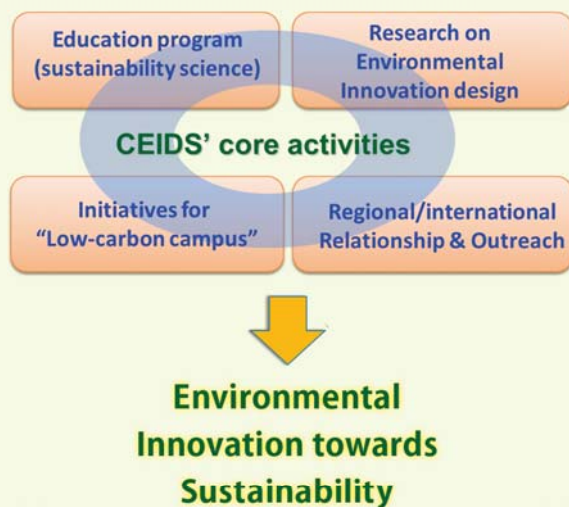 Education program
(sustainability science)
Research on
Environmental
Innovation design
CEIDS' core activities
Initiatives for
“Low-carbon campus”
Regional/international
Relationship & Outreach
Environmental
Innovation towards
Sustainability